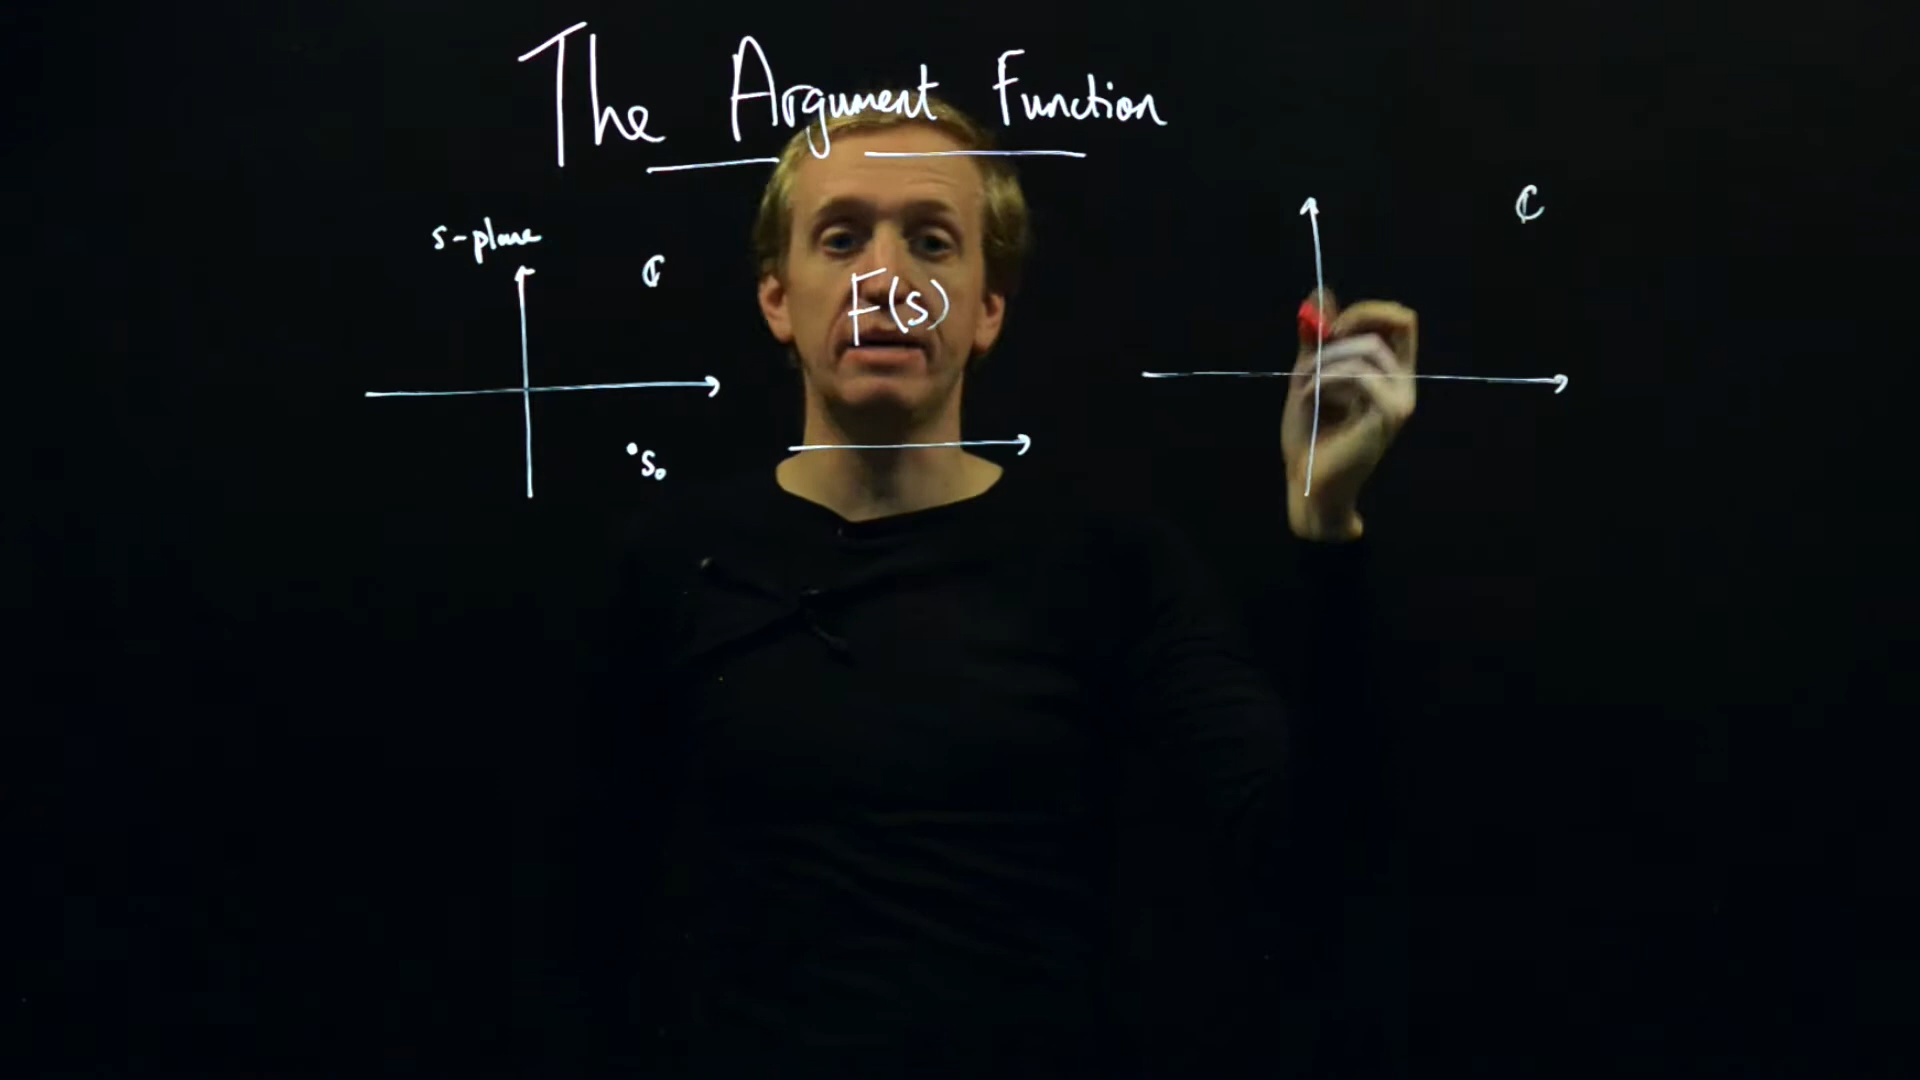 The Argument Function
s-plane
ℂ
F(s)
ℂ
s₀